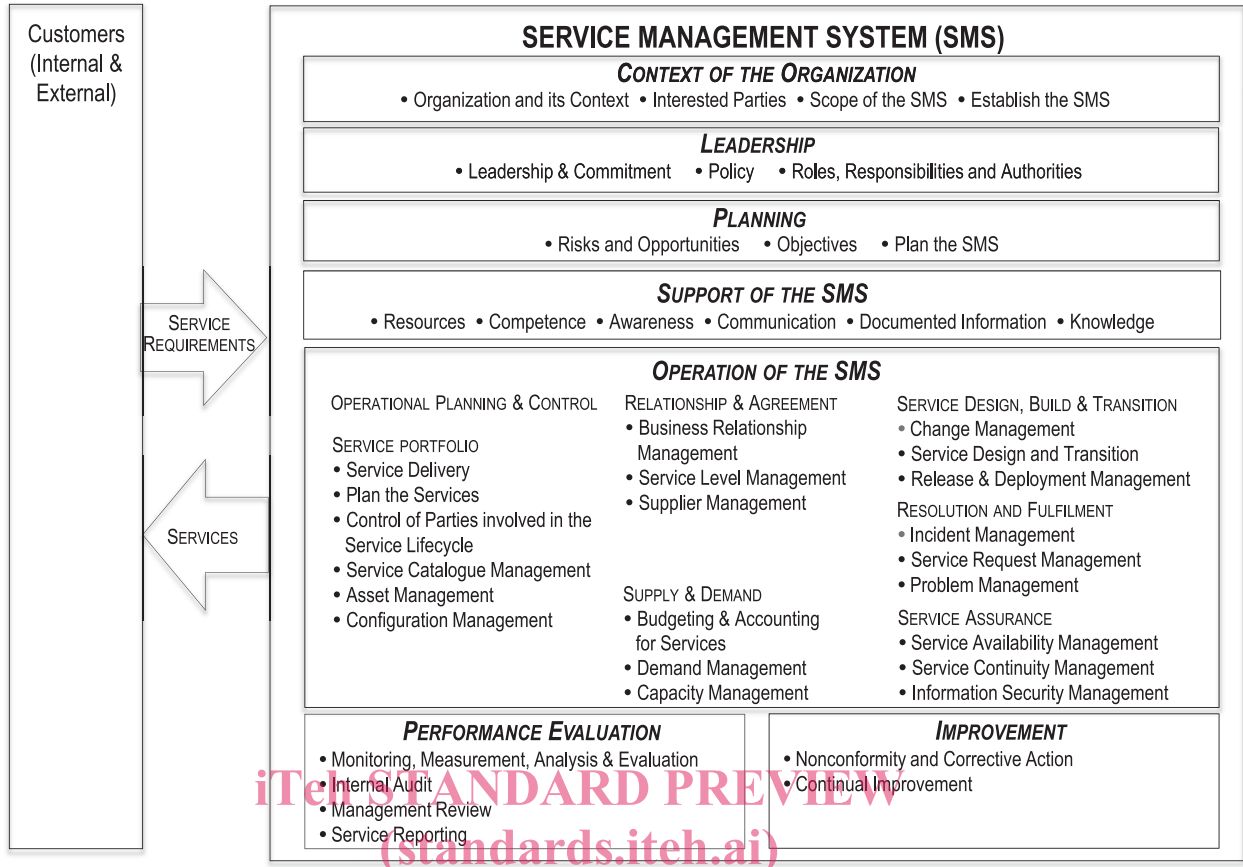 Customers
(Internal &
External)
SERVICE MANAGEMENT SYSTEM (SMS)
CONTEXT OF THE ORGANIZATION
• Organization and its Context • Interested Parties • Scope of the SMS • Establish the SMS
LEADERSHIP
• Leadership & Commitment • Policy • Roles, Responsibilities and Authorities
PLANNING
• Risks and Opportunities • Objectives • Plan the SMS
SUPPORT OF THE SMS
• Resources • Competence • Awareness • Communication • Documented Information • Knowledge
SERVICE
REQUIREMENTS
SERVICES
OPERATION OF THE SMS
OPERATIONAL PLANNING & CONTROL
SERVICE PORTFOLIO
• Service Delivery
• Plan the Services
• Control of Parties involved in the
Service Lifecycle
• Service Catalogue Management
• Asset Management
• Configuration Management
RELATIONSHIP & AGREEMENT
• Business Relationship
Management
• Service Level Management
• Supplier Management
SUPPLY & DEMAND
• Budgeting & Accounting
for Services
• Demand Management
• Capacity Management
SERVICE DESIGN, BUILD & TRANSITION
• Change Management
• Service Design and Transition
• Release & Deployment Management
RESOLUTION AND FULFILMENT
• Incident Management
• Service Request Management
• Problem Management
SERVICE ASSURANCE
• Service Availability Management
• Service Continuity Management
• Information Security Management
PERFORMANCE EVALUATION
• Monitoring, Measurement, Analysis & Evaluation
• Internal Audit
• Management Review
• Service Reporting
IMPROVEMENT
• Nonconformity and Corrective Action
• Continual Improvement
iTeh STANDARD PREVIEW
(standards.iteh.ai)